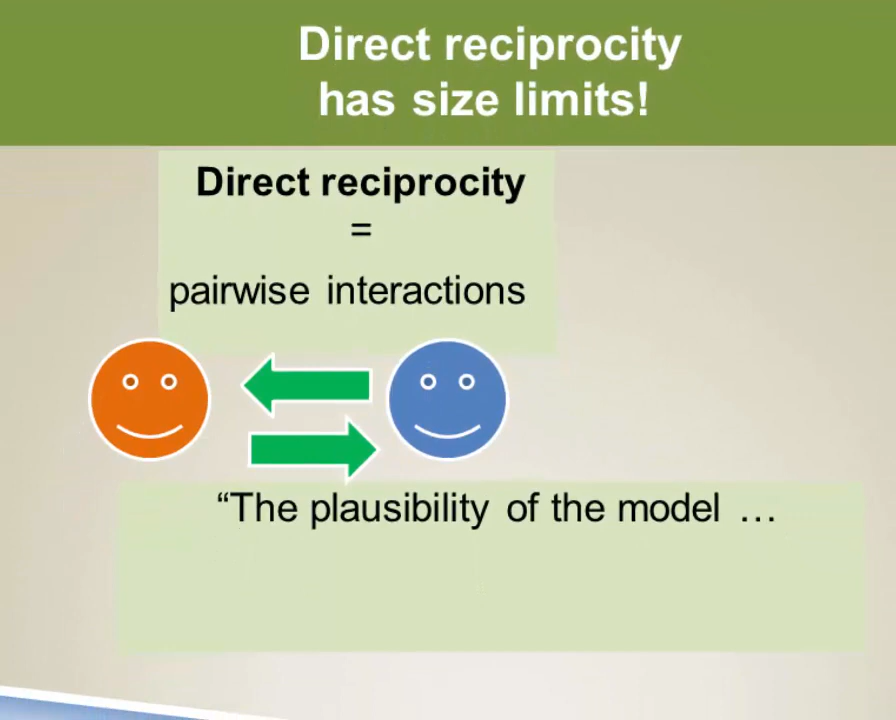 Direct reciprocity
has size limits!
Direct reciprocity
=
pairwise interactions
“The plausibility of the model …